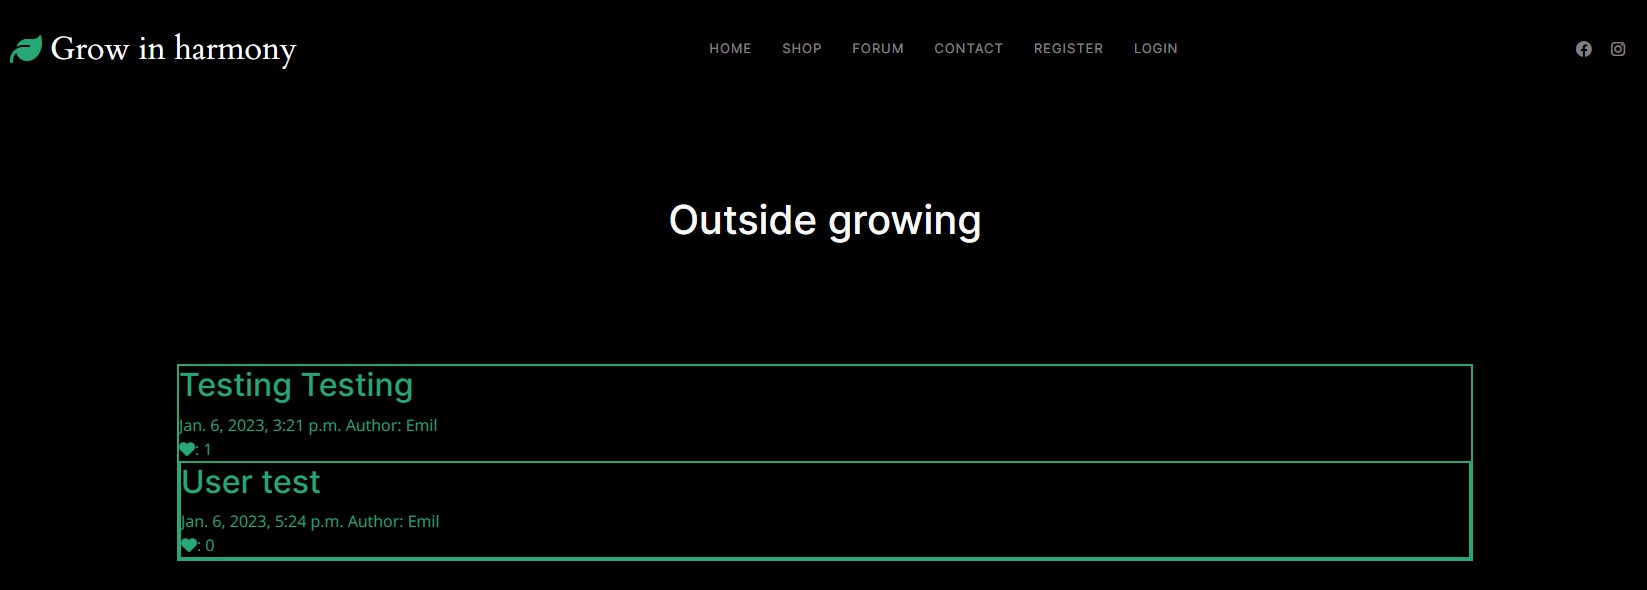 Grow in harmony
HOME SHOP FORUM CONTACT REGISTER LOGIN
Outside growing
Testing Testing
Jan. 6, 2023, 3:21 p.m. Author: Emil
: 1
User test
Jan. 6, 2023, 5:24 p.m. Author: Emil
: 0